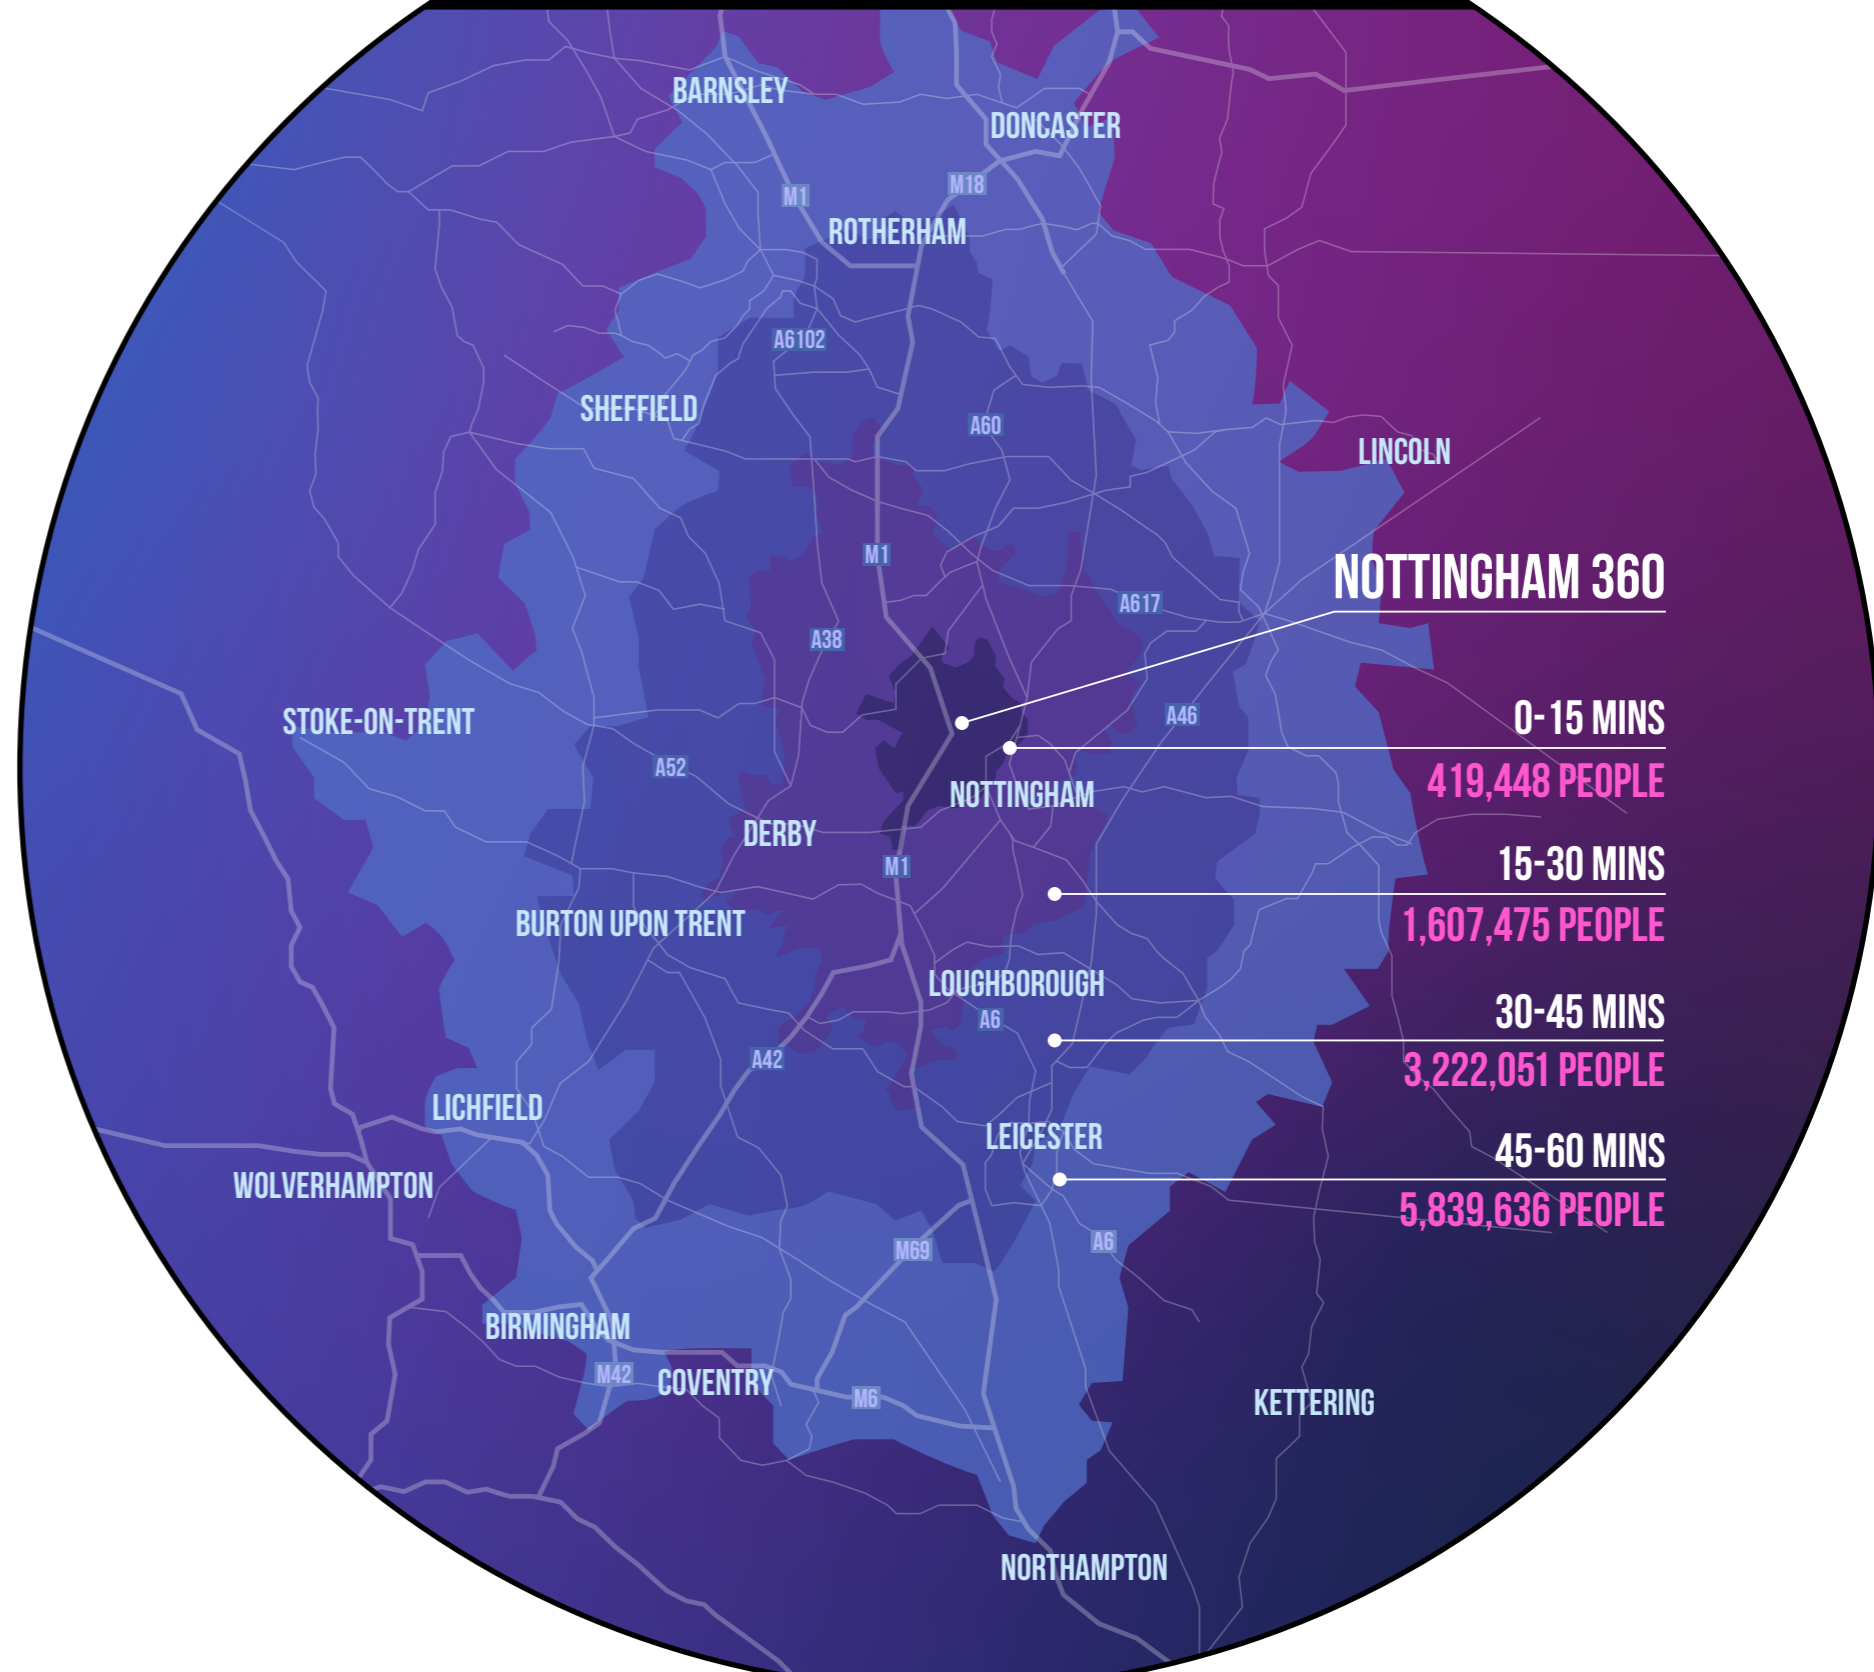 BARNSLEY
DONCASTER
M1
M18
ROTHERHAM
A6102
SHEFFIELD
A60
LINCOLN
M1
NOTTINGHAM 360
A617
A38
STOKE-ON-TRENT
A46
0-15 MINS
A52
419,448 PEOPLE
NOTTINGHAM
DERBY
M1
15-30 MINS
BURTON UPON TRENT
1,607,475 PEOPLE
LOUGHBOROUGH
A6
30-45 MINS
A42
3,222,051 PEOPLE
LICHFIELD
LEICESTER
45-60 MINS
WOLVERHAMPTON
5,839,636 PEOPLE
M69
A6
BIRMINGHAM
M42
COVENTRY
M6
KETTERING
NORTHAMPTON